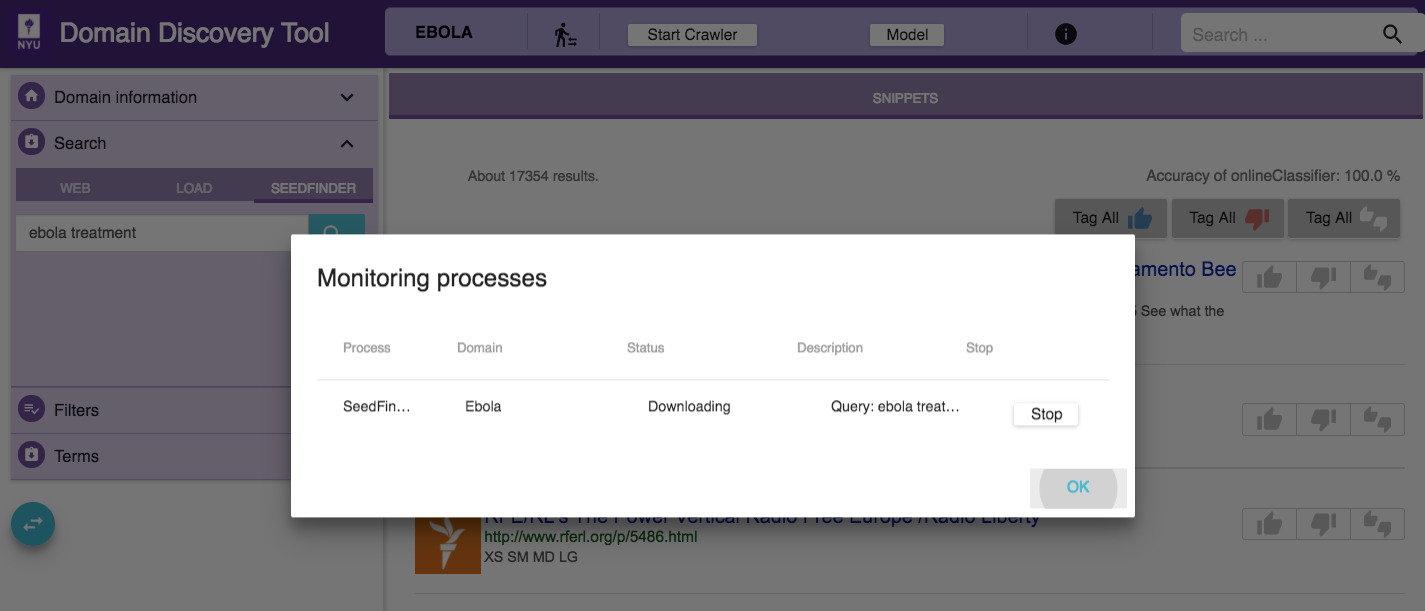 NYU
Domain Discovery Tool
EBOLA
Start Crawler
Model
Search ...
Domain information
Search
WEB LOAD SEEDFINDER
ebola treatment
Filters
Terms
SNIPPETS
About 17354 results.
Accuracy of onlineClassifier: 100.0 %
Tag All Tag All Tag All
amento Bee
See what the
Monitoring processes
Process Domain Status Description Stop
SeedFin… Ebola Downloading Query: ebola treat… Stop
OK
RFE/RL's The Power Vertical Radio Free Europe /Radio Liberty
http://www.rferl.org/p/5486.html
XS SM MD LG